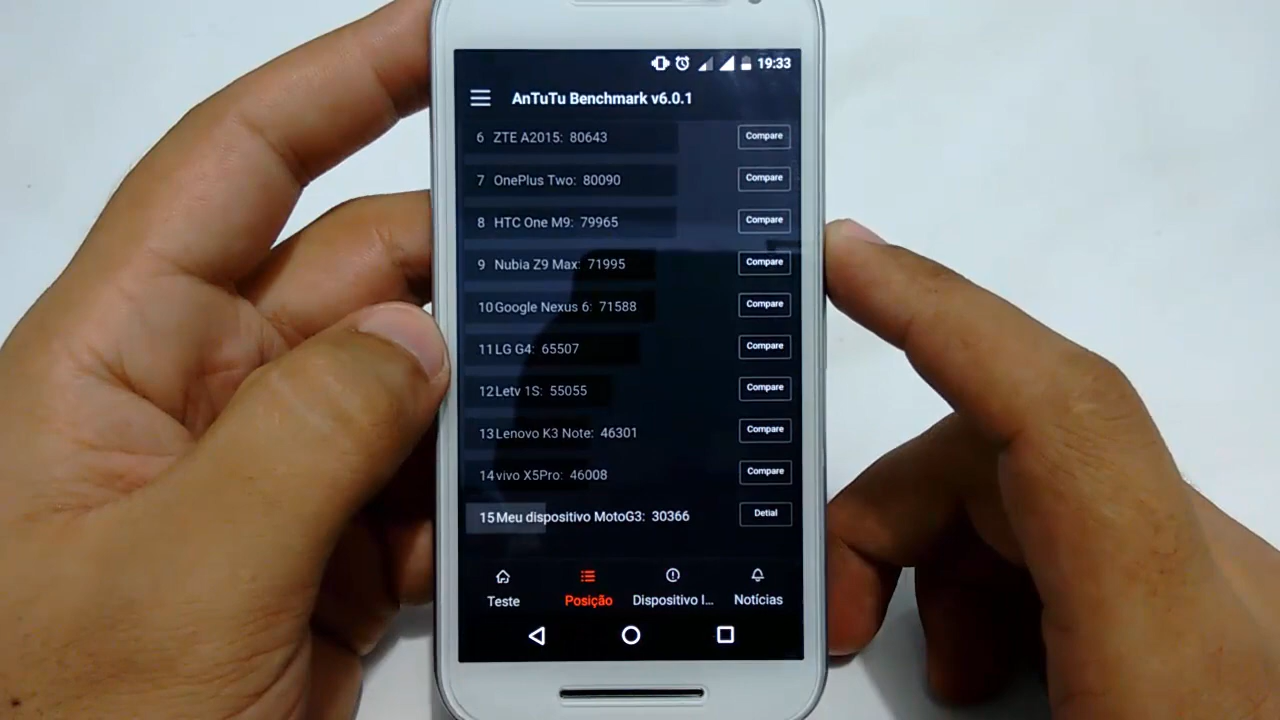 19:33
AnTuTu Benchmark v6.0.1
6 ZTE A2015: 80643 Compare
7 OnePlus Two: 80090 Compare
8 HTC One M9: 79965 Compare
9 Nubia Z9 Max: 71995 Compare
10 Google Nexus 6: 71588 Compare
11 LG G4: 65507 Compare
12 Letv 1S: 55055 Compare
13 Lenovo K3 Note: 46301 Compare
14 vivo X5Pro: 46008 Compare
15 Meu dispositivo MotoG3: 30366 Detial
Teste Posição Dispositivo I... Notícias